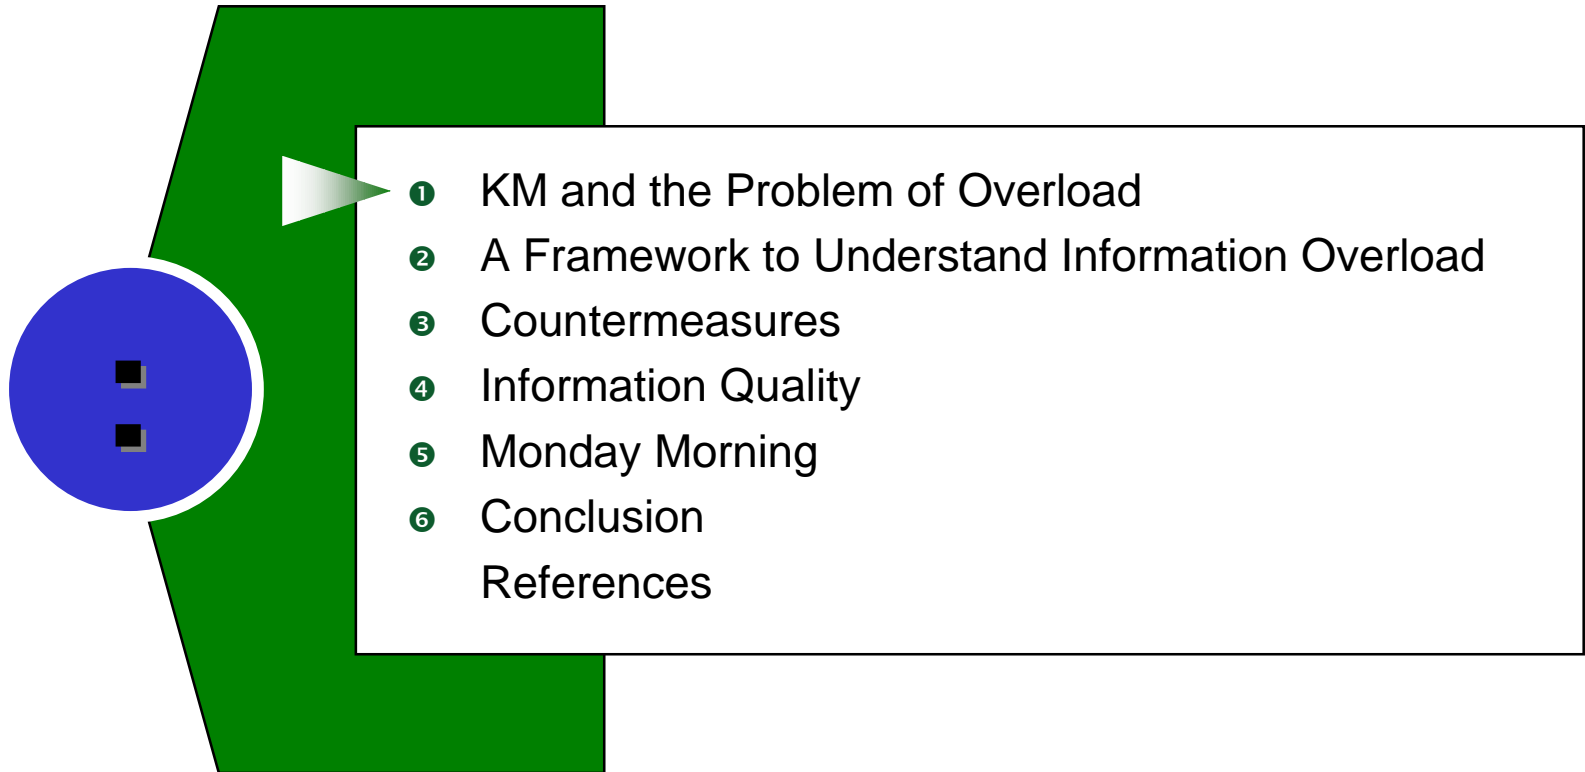 ❶ KM and the Problem of Overload
❷ A Framework to Understand Information Overload
❸ Countermeasures
❹ Information Quality
❺ Monday Morning
❻ Conclusion
References